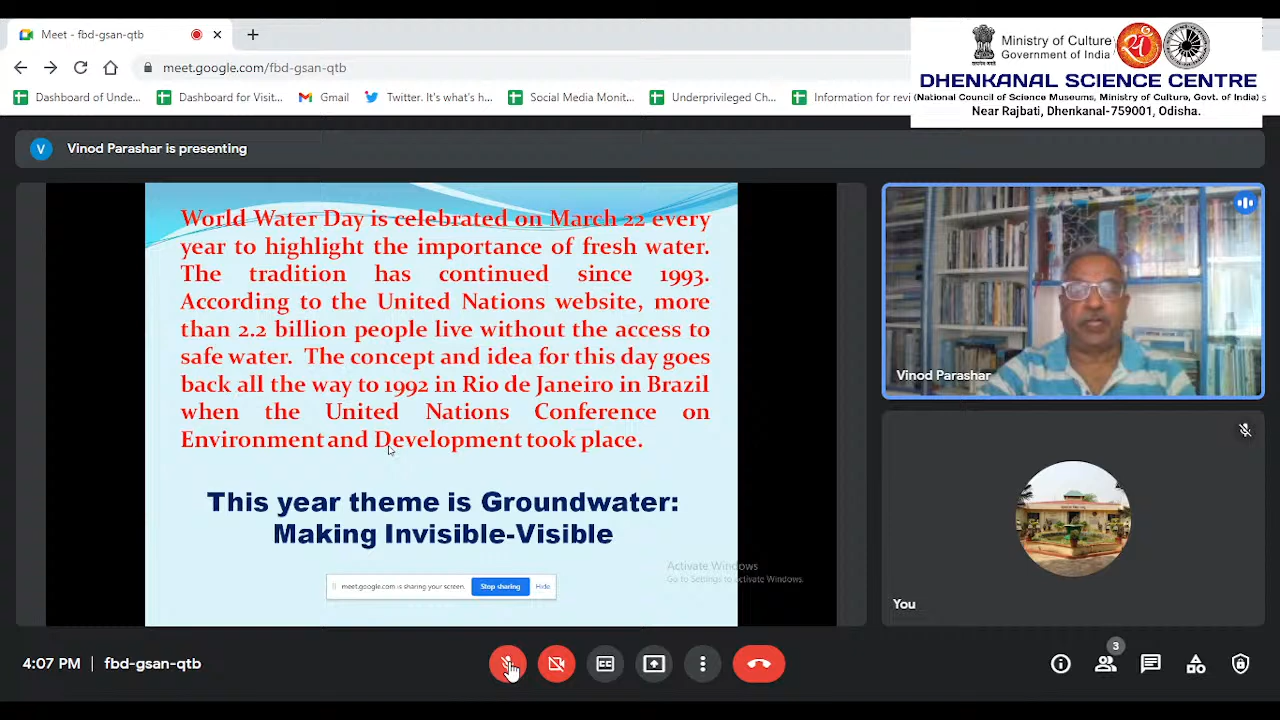 Meet - fbd-gsan-qtb
Ministry of Culture
Government of India
DHENKANAL SCIENCE CENTRE
(National Council of Science Museums, Ministry of Culture, Govt. of India)
Near Rajbati, Dhenkanal-759001, Odisha.
meet.google.com/fbd-gsan-qtb
Dashboard of Unde... Dashboard for Visit... Gmail Twitter. It's what's h... Social Media Monit... Underprivileged Ch... Information for revi
V Vinod Parashar is presenting
World Water Day is celebrated on March 22 every
year to highlight the importance of fresh water.
The tradition has continued since 1993.
According to the United Nations website, more
than 2.2 billion people live without the access to
safe water. The concept and idea for this day goes
back all the way to 1992 in Rio de Janeiro in Brazil
when the United Nations Conference on
Environment and Development took place.
This year theme is Groundwater:
Making Invisible-Visible
meet.google.com is sharing your screen. Stop sharing Hide
Activate Windows
Go to Settings to activate Windows.
Vinod Parashar
You
4:07 PM | fbd-gsan-qtb
CC
3